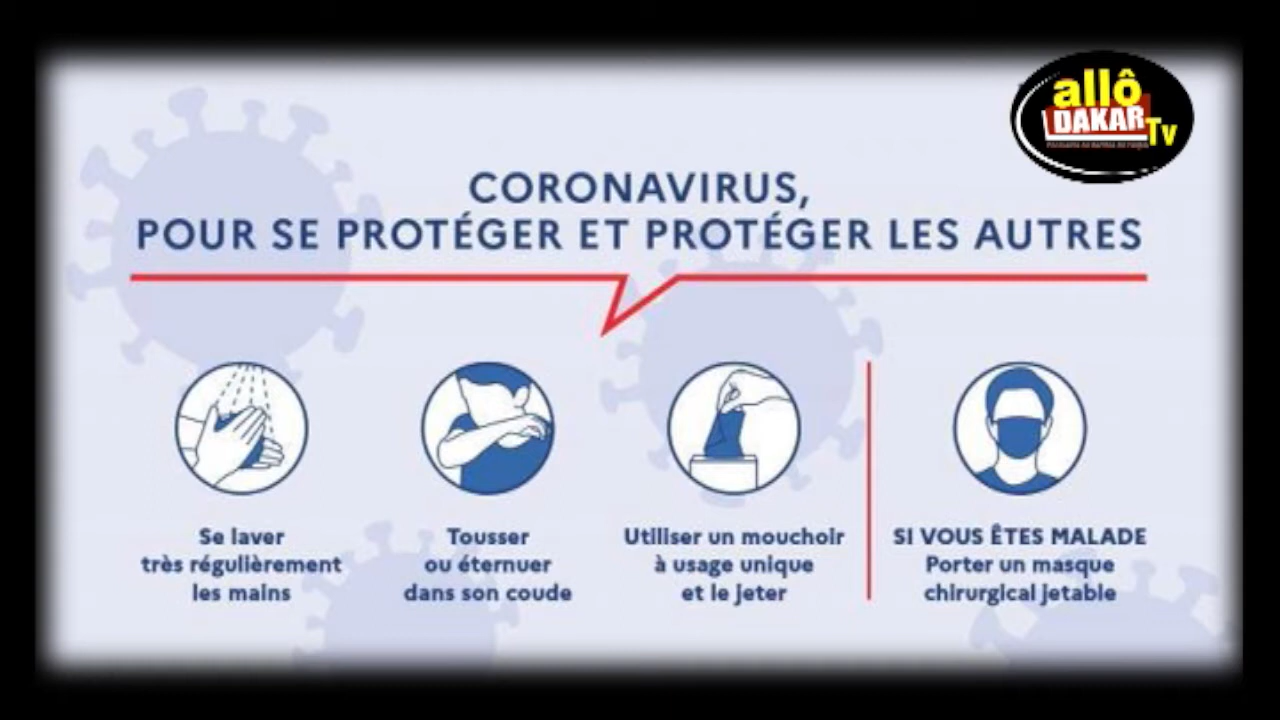 allô
DAKAR
Tv
CORONAVIRUS,
POUR SE PROTÉGER ET PROTÉGER LES AUTRES
Se laver
très régulièrement
les mains
Tousser
ou éternuer
dans son coude
Utiliser un mouchoir
à usage unique
et le jeter
SI VOUS ÊTES MALADE
Porter un masque
chirurgical jetable